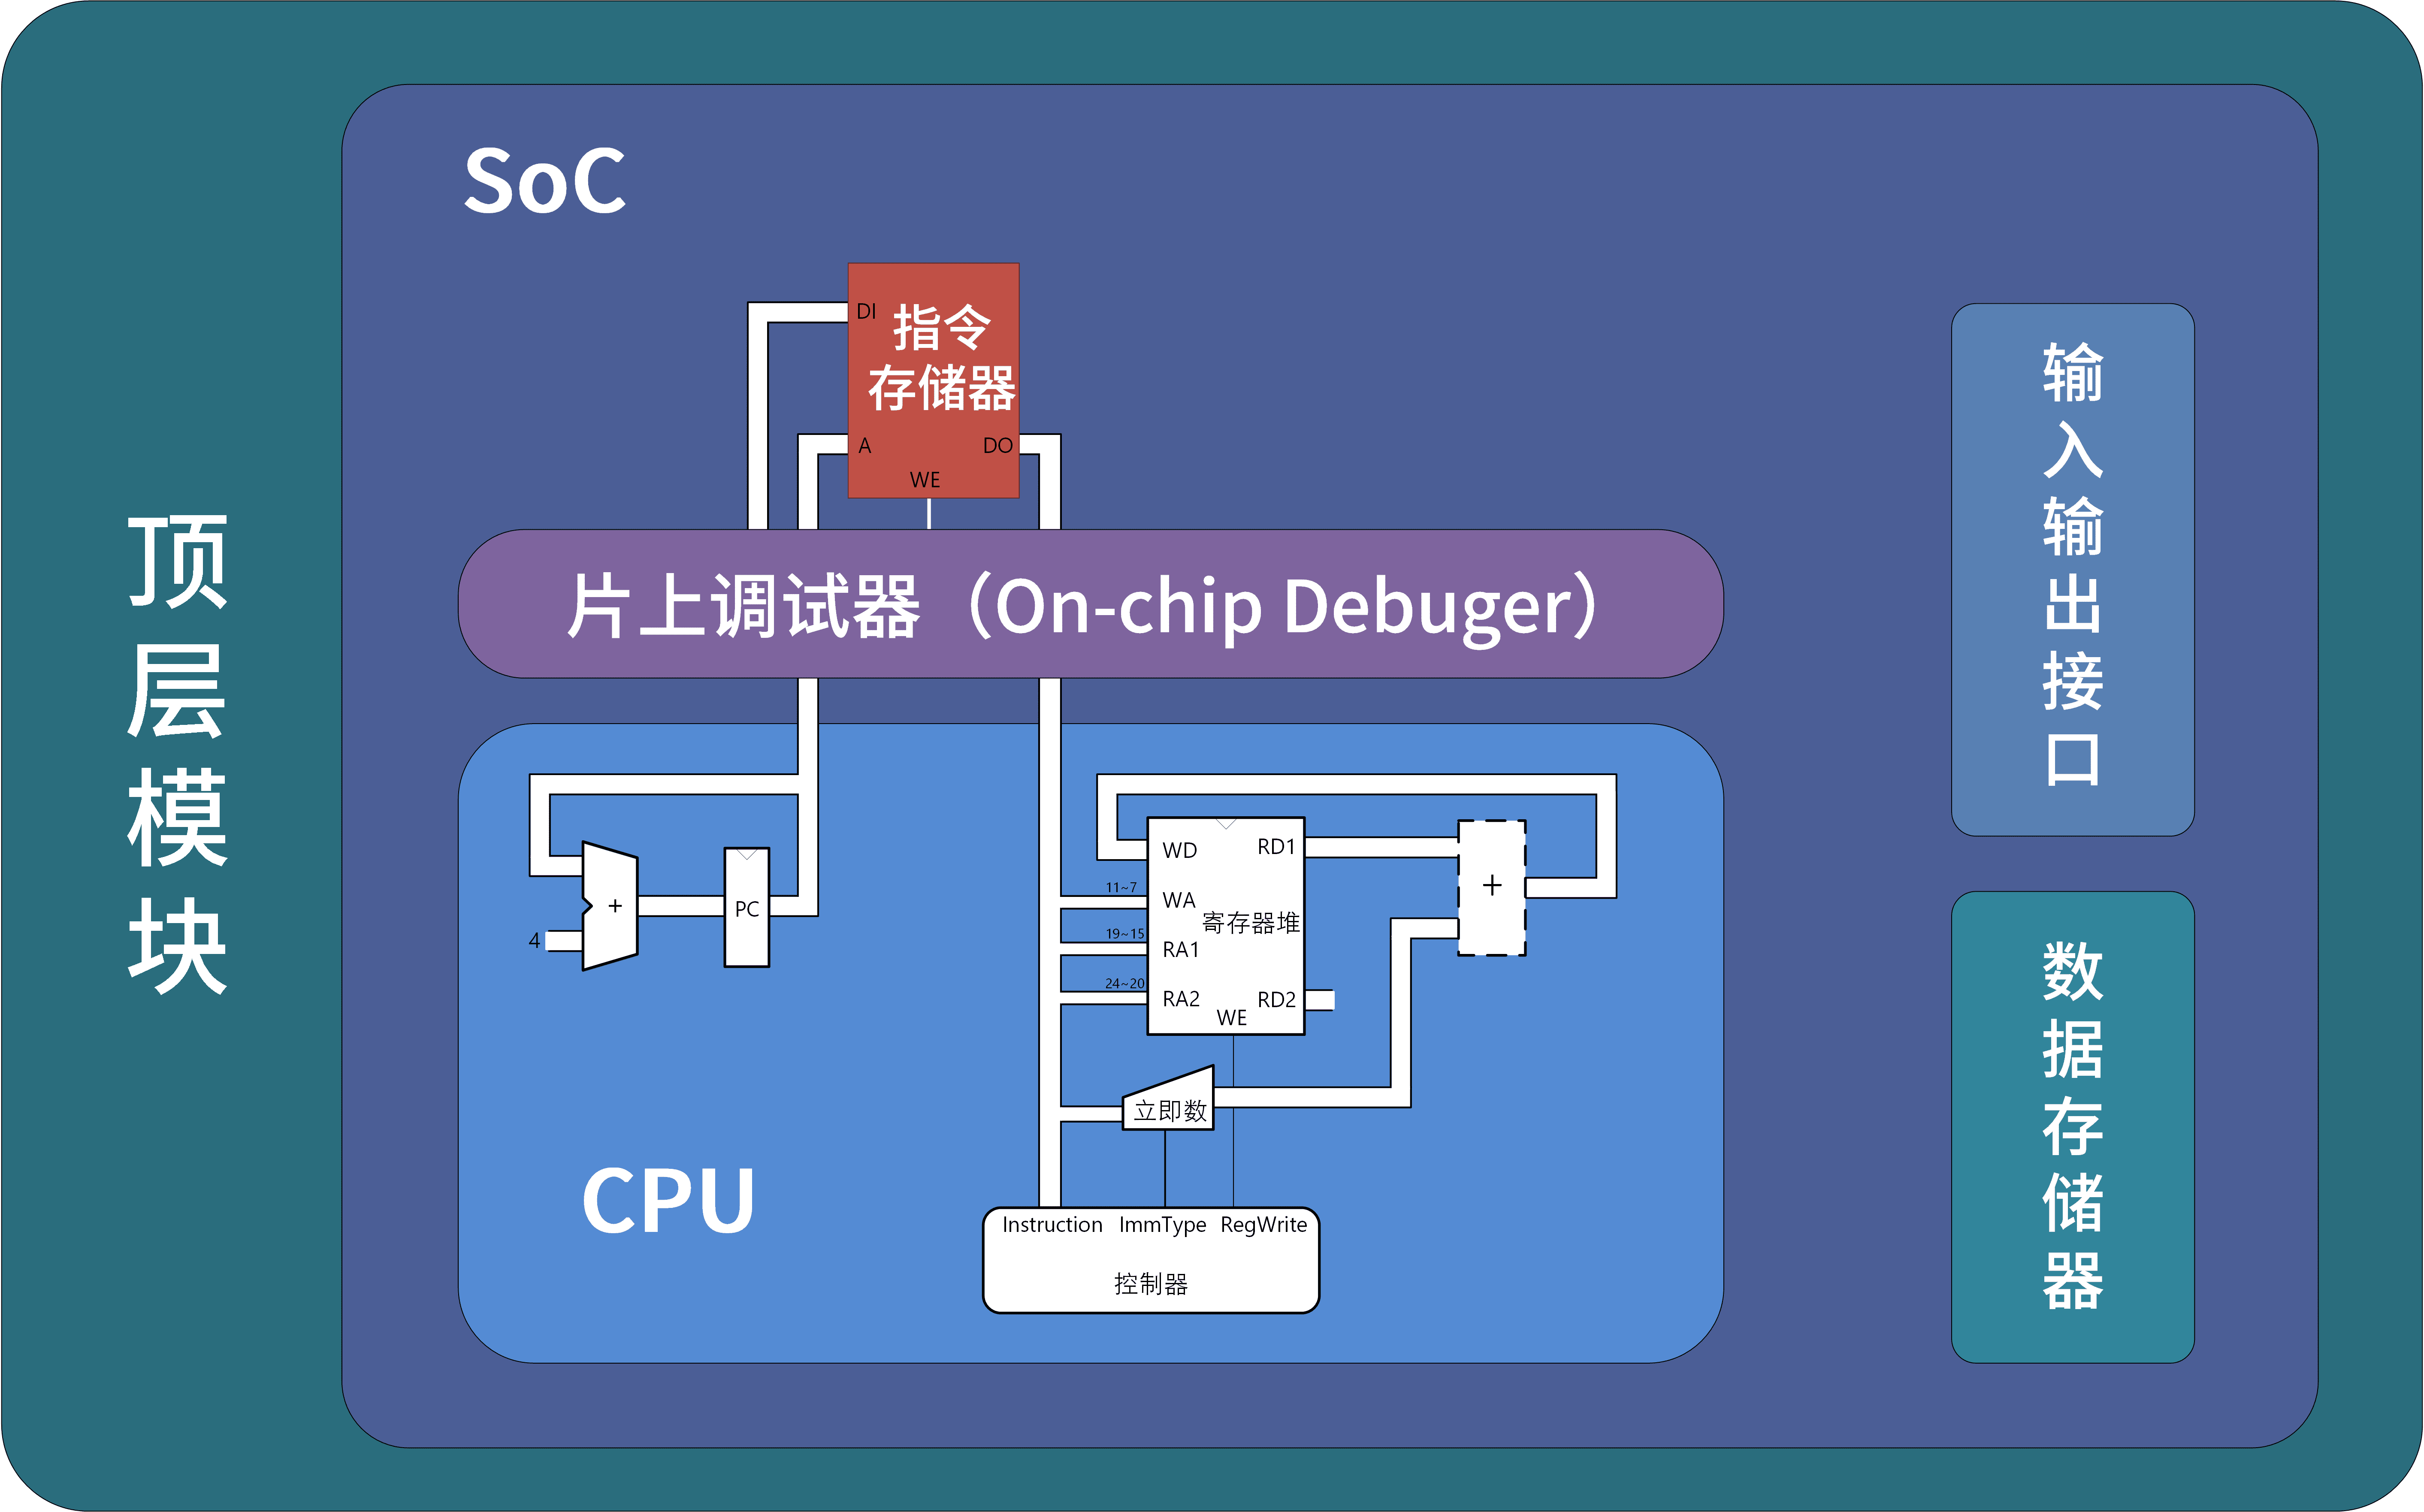 顶层模块
SoC
DI
指令
存储器
A
DO
WE
片上调试器（On-chip Debuger）
输入输出接口
数据存储器
+
4
PC
WD
RD1
11~7
WA
寄存器堆
19~15
RA1
24~20
RA2
RD2
WE
+
立即数
CPU
Instruction ImmType RegWrite
控制器